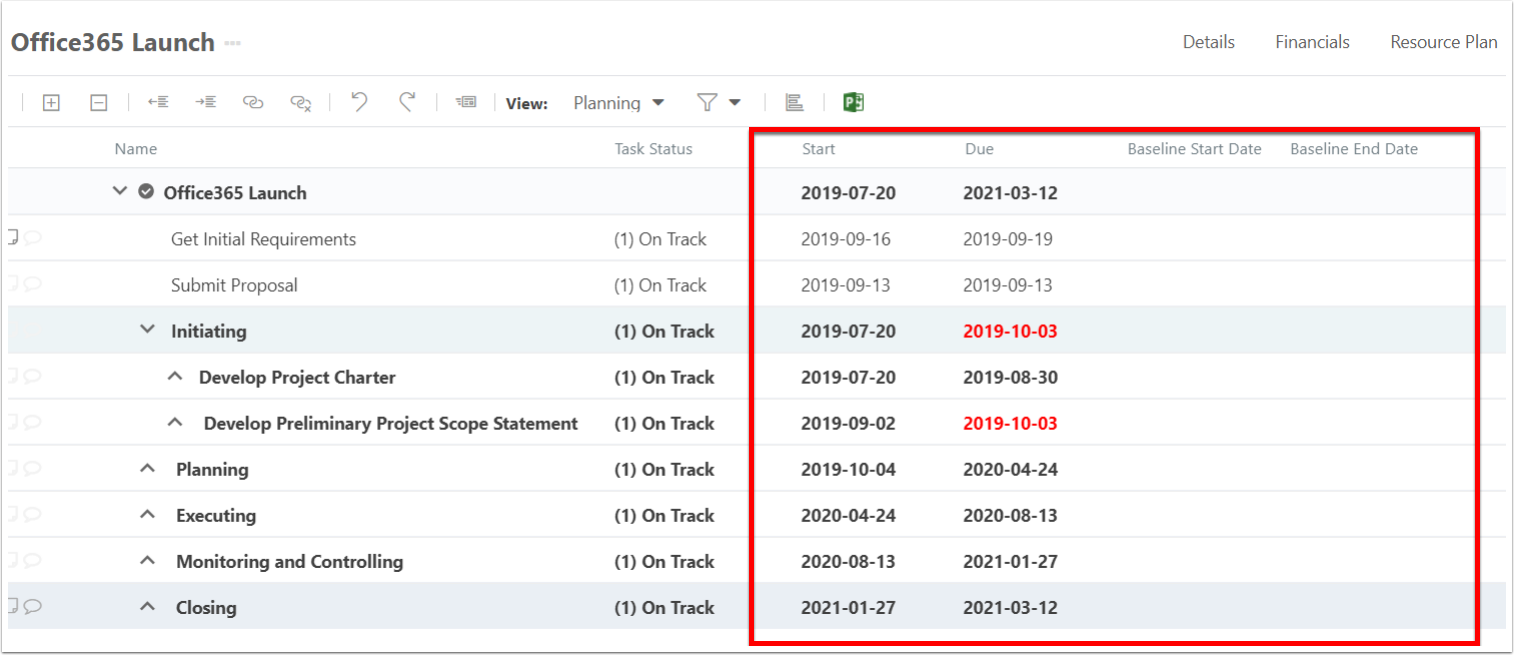 Office365 Launch Details Financials Resource Plan
View: Planning
Name Task Status Start Due Baseline Start Date Baseline End Date
Office365 Launch 2019-07-20 2021-03-12
Get Initial Requirements (1) On Track 2019-09-16 2019-09-19
Submit Proposal (1) On Track 2019-09-13 2019-09-13
Initiating (1) On Track 2019-07-20 2019-10-03
Develop Project Charter (1) On Track 2019-07-20 2019-08-30
Develop Preliminary Project Scope Statement (1) On Track 2019-09-02 2019-10-03
Planning (1) On Track 2019-10-04 2020-04-24
Executing (1) On Track 2020-04-24 2020-08-13
Monitoring and Controlling (1) On Track 2020-08-13 2021-01-27
Closing (1) On Track 2021-01-27 2021-03-12